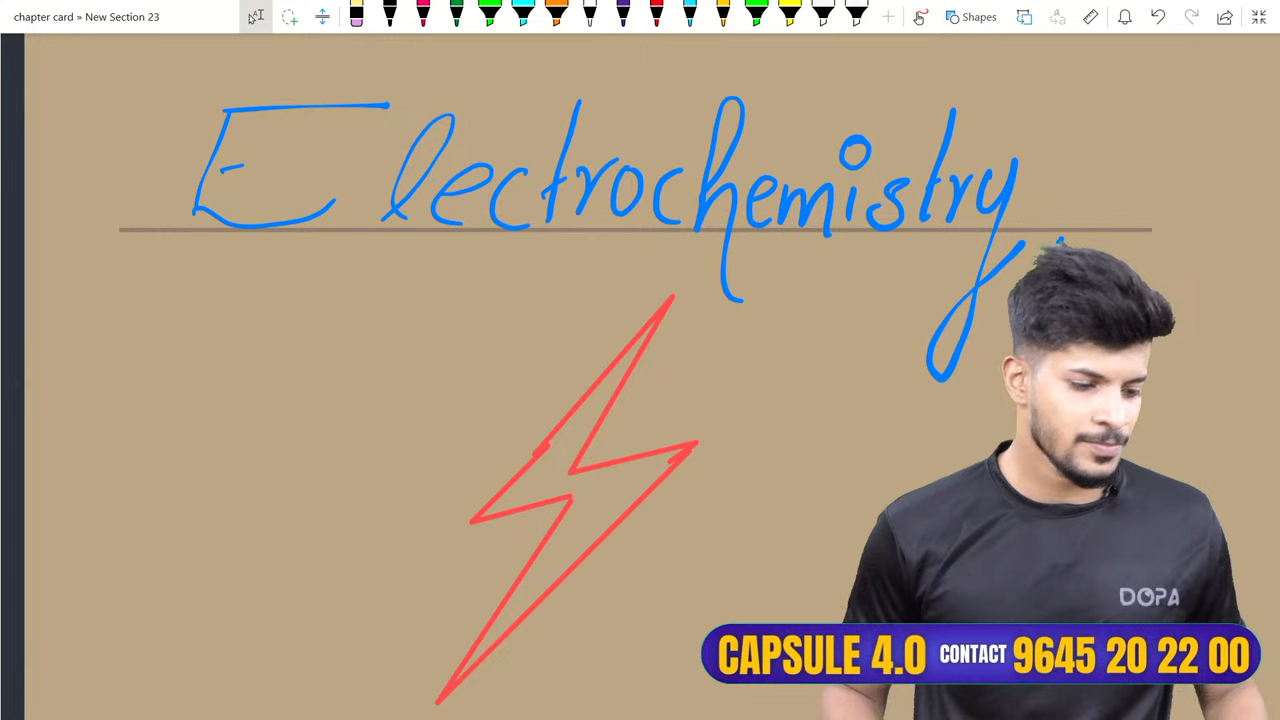 chapter card » New Section 23
Shapes
Electrochemistry
DOPA
CAPSULE 4.0 CONTACT 9645 20 22 00